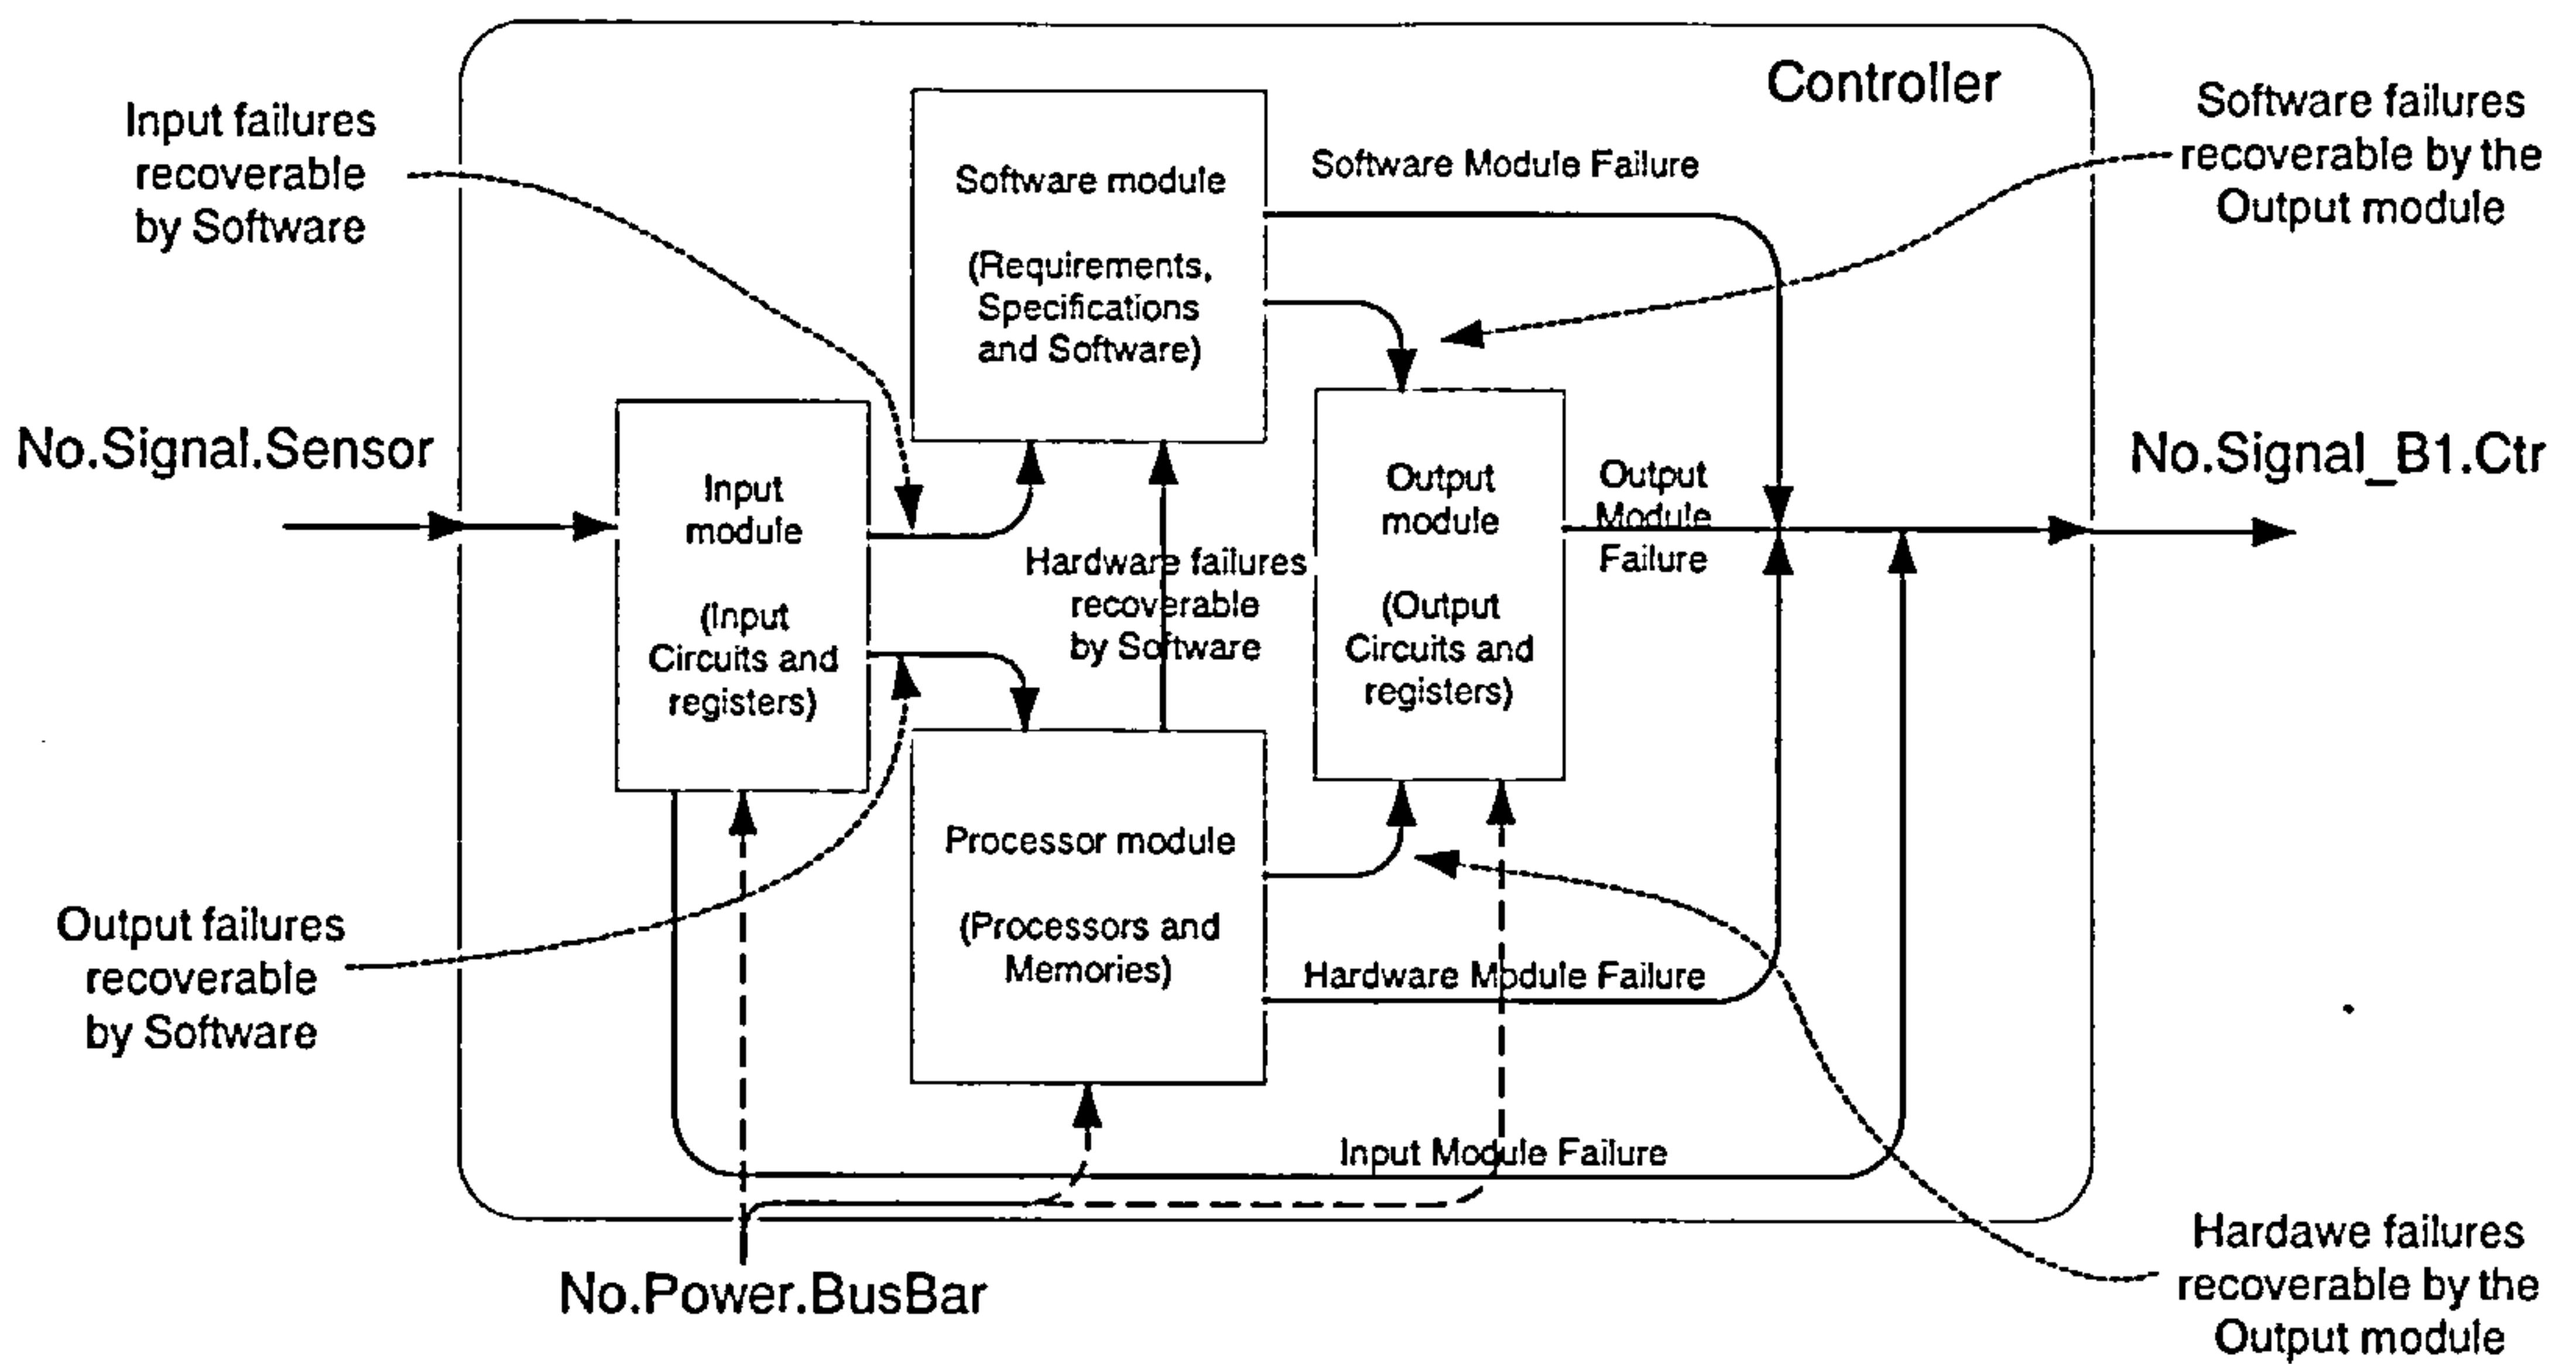 Controller
Input failures
recoverable
by Software
Software module
(Requirements,
Specifications
and Software)
Software Module Failure
Software failures
recoverable by the
Output module
No.Signal.Sensor
Input
module
(Input
Circuits and
registers)
Hardware failures
recoverable
by Software
Output
module
(Output
Circuits and
registers)
Output
Module
Failure
No.Signal_B1.Ctr
Output failures
recoverable
by Software
Processor module
(Processors and
Memories)
Hardware Module Failure
Input Module Failure
No.Power.BusBar
Hardawe failures
recoverable by the
Output module